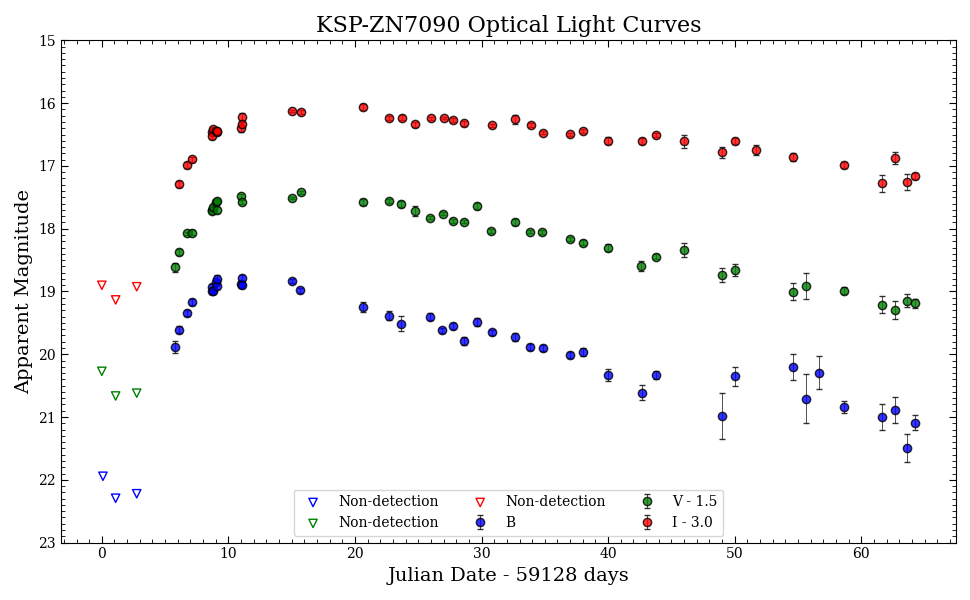 KSP-ZN7090 Optical Light Curves
Apparent Magnitude
15
16
17
18
19
20
21
22
23
Non-detection
Non-detection
Non-detection
B
V - 1.5
I - 3.0
0
10
20
30
40
50
60
Julian Date - 59128 days